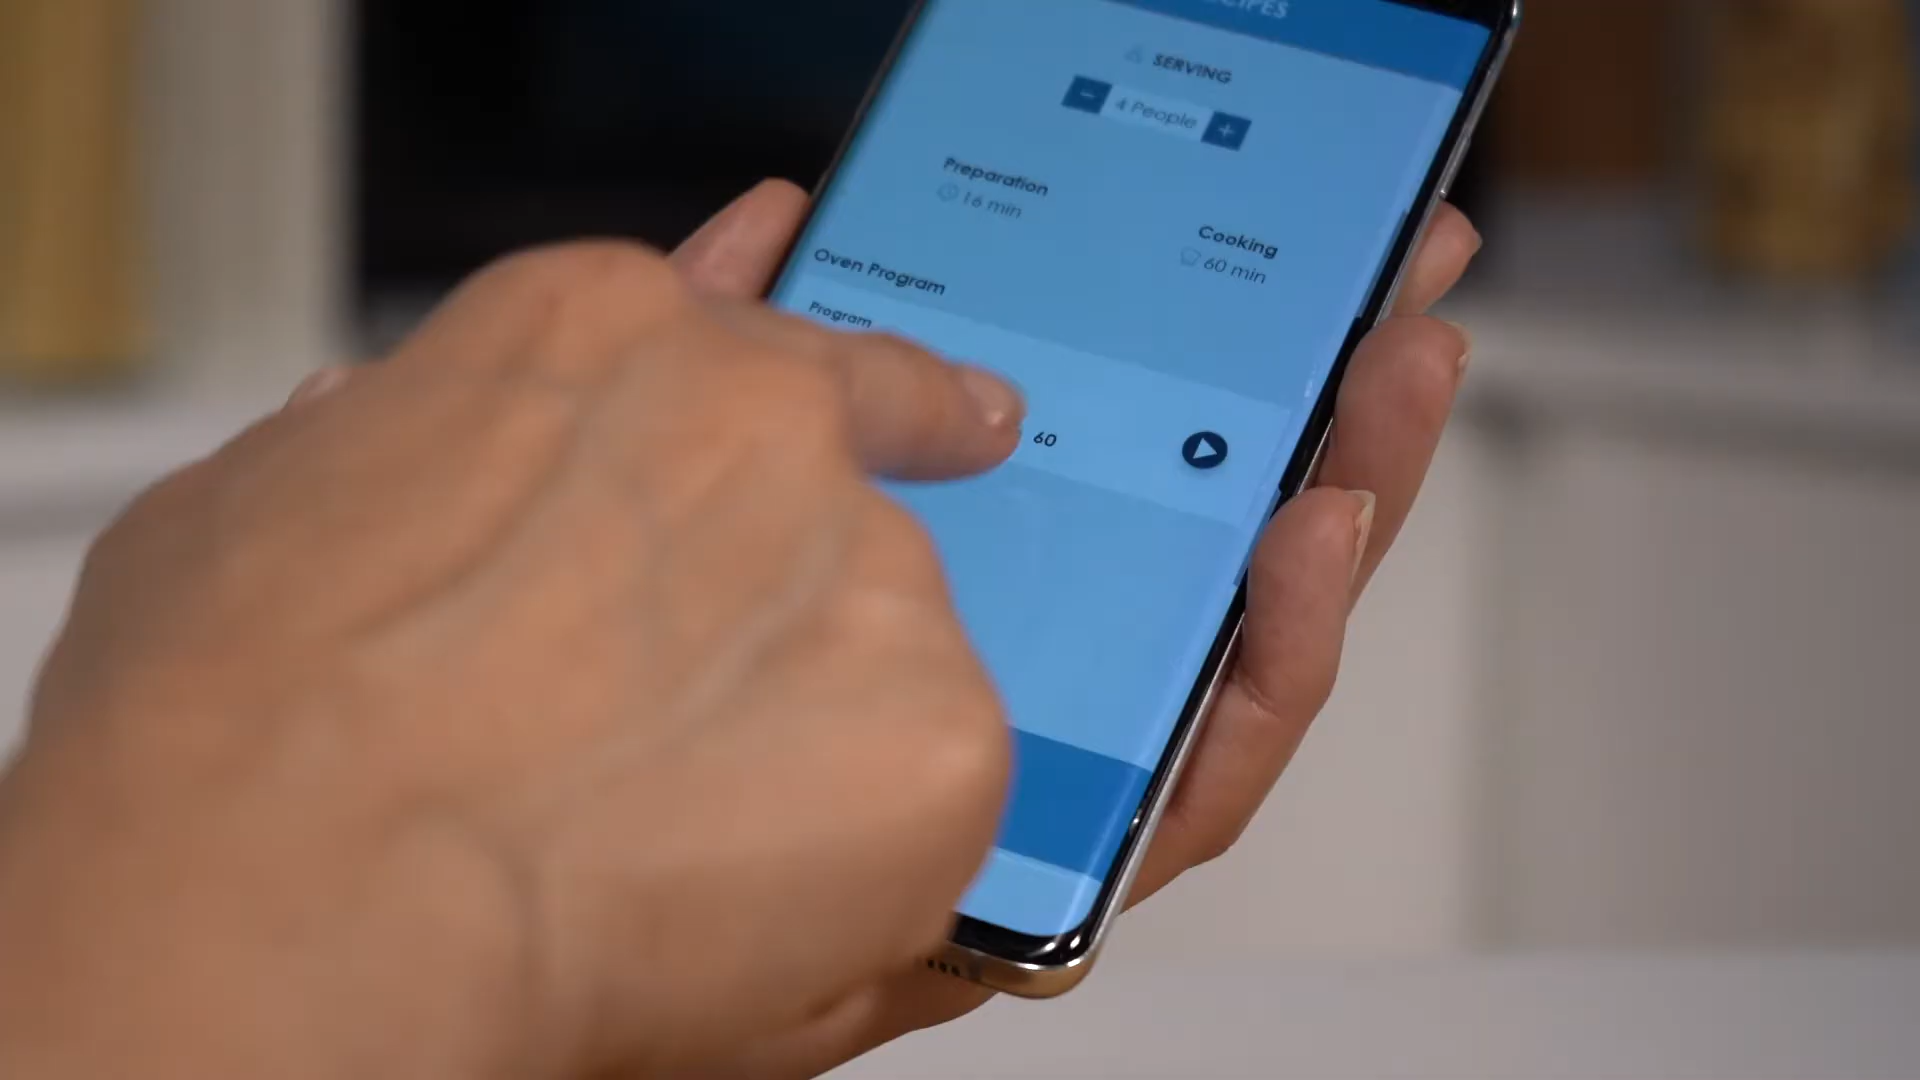 SERVING
- 4 People +
Preparation
16 min
Cooking
60 min
Oven Program
Program
60